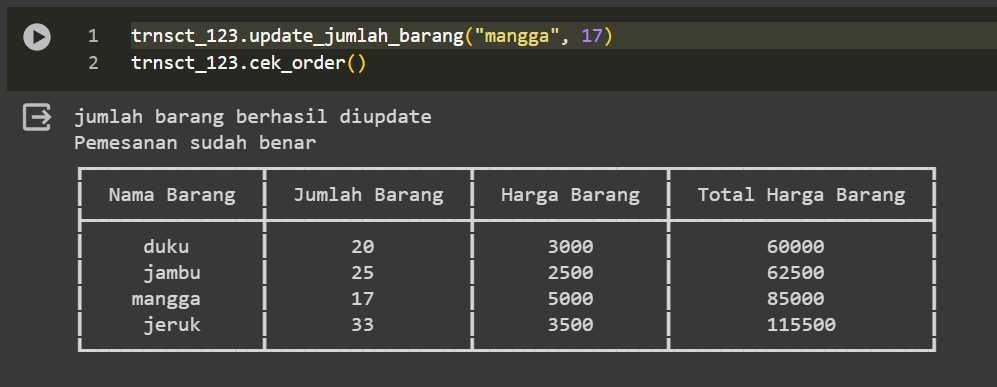 1 trnsct_123.update_jumlah_barang("mangga", 17)
2 trnsct_123.cek_order()
jumlah barang berhasil diupdate
Pemesanan sudah benar
Nama Barang Jumlah Barang Harga Barang Total Harga Barang
duku 20 3000 60000
jambu 25 2500 62500
mangga 17 5000 85000
jeruk 33 3500 115500